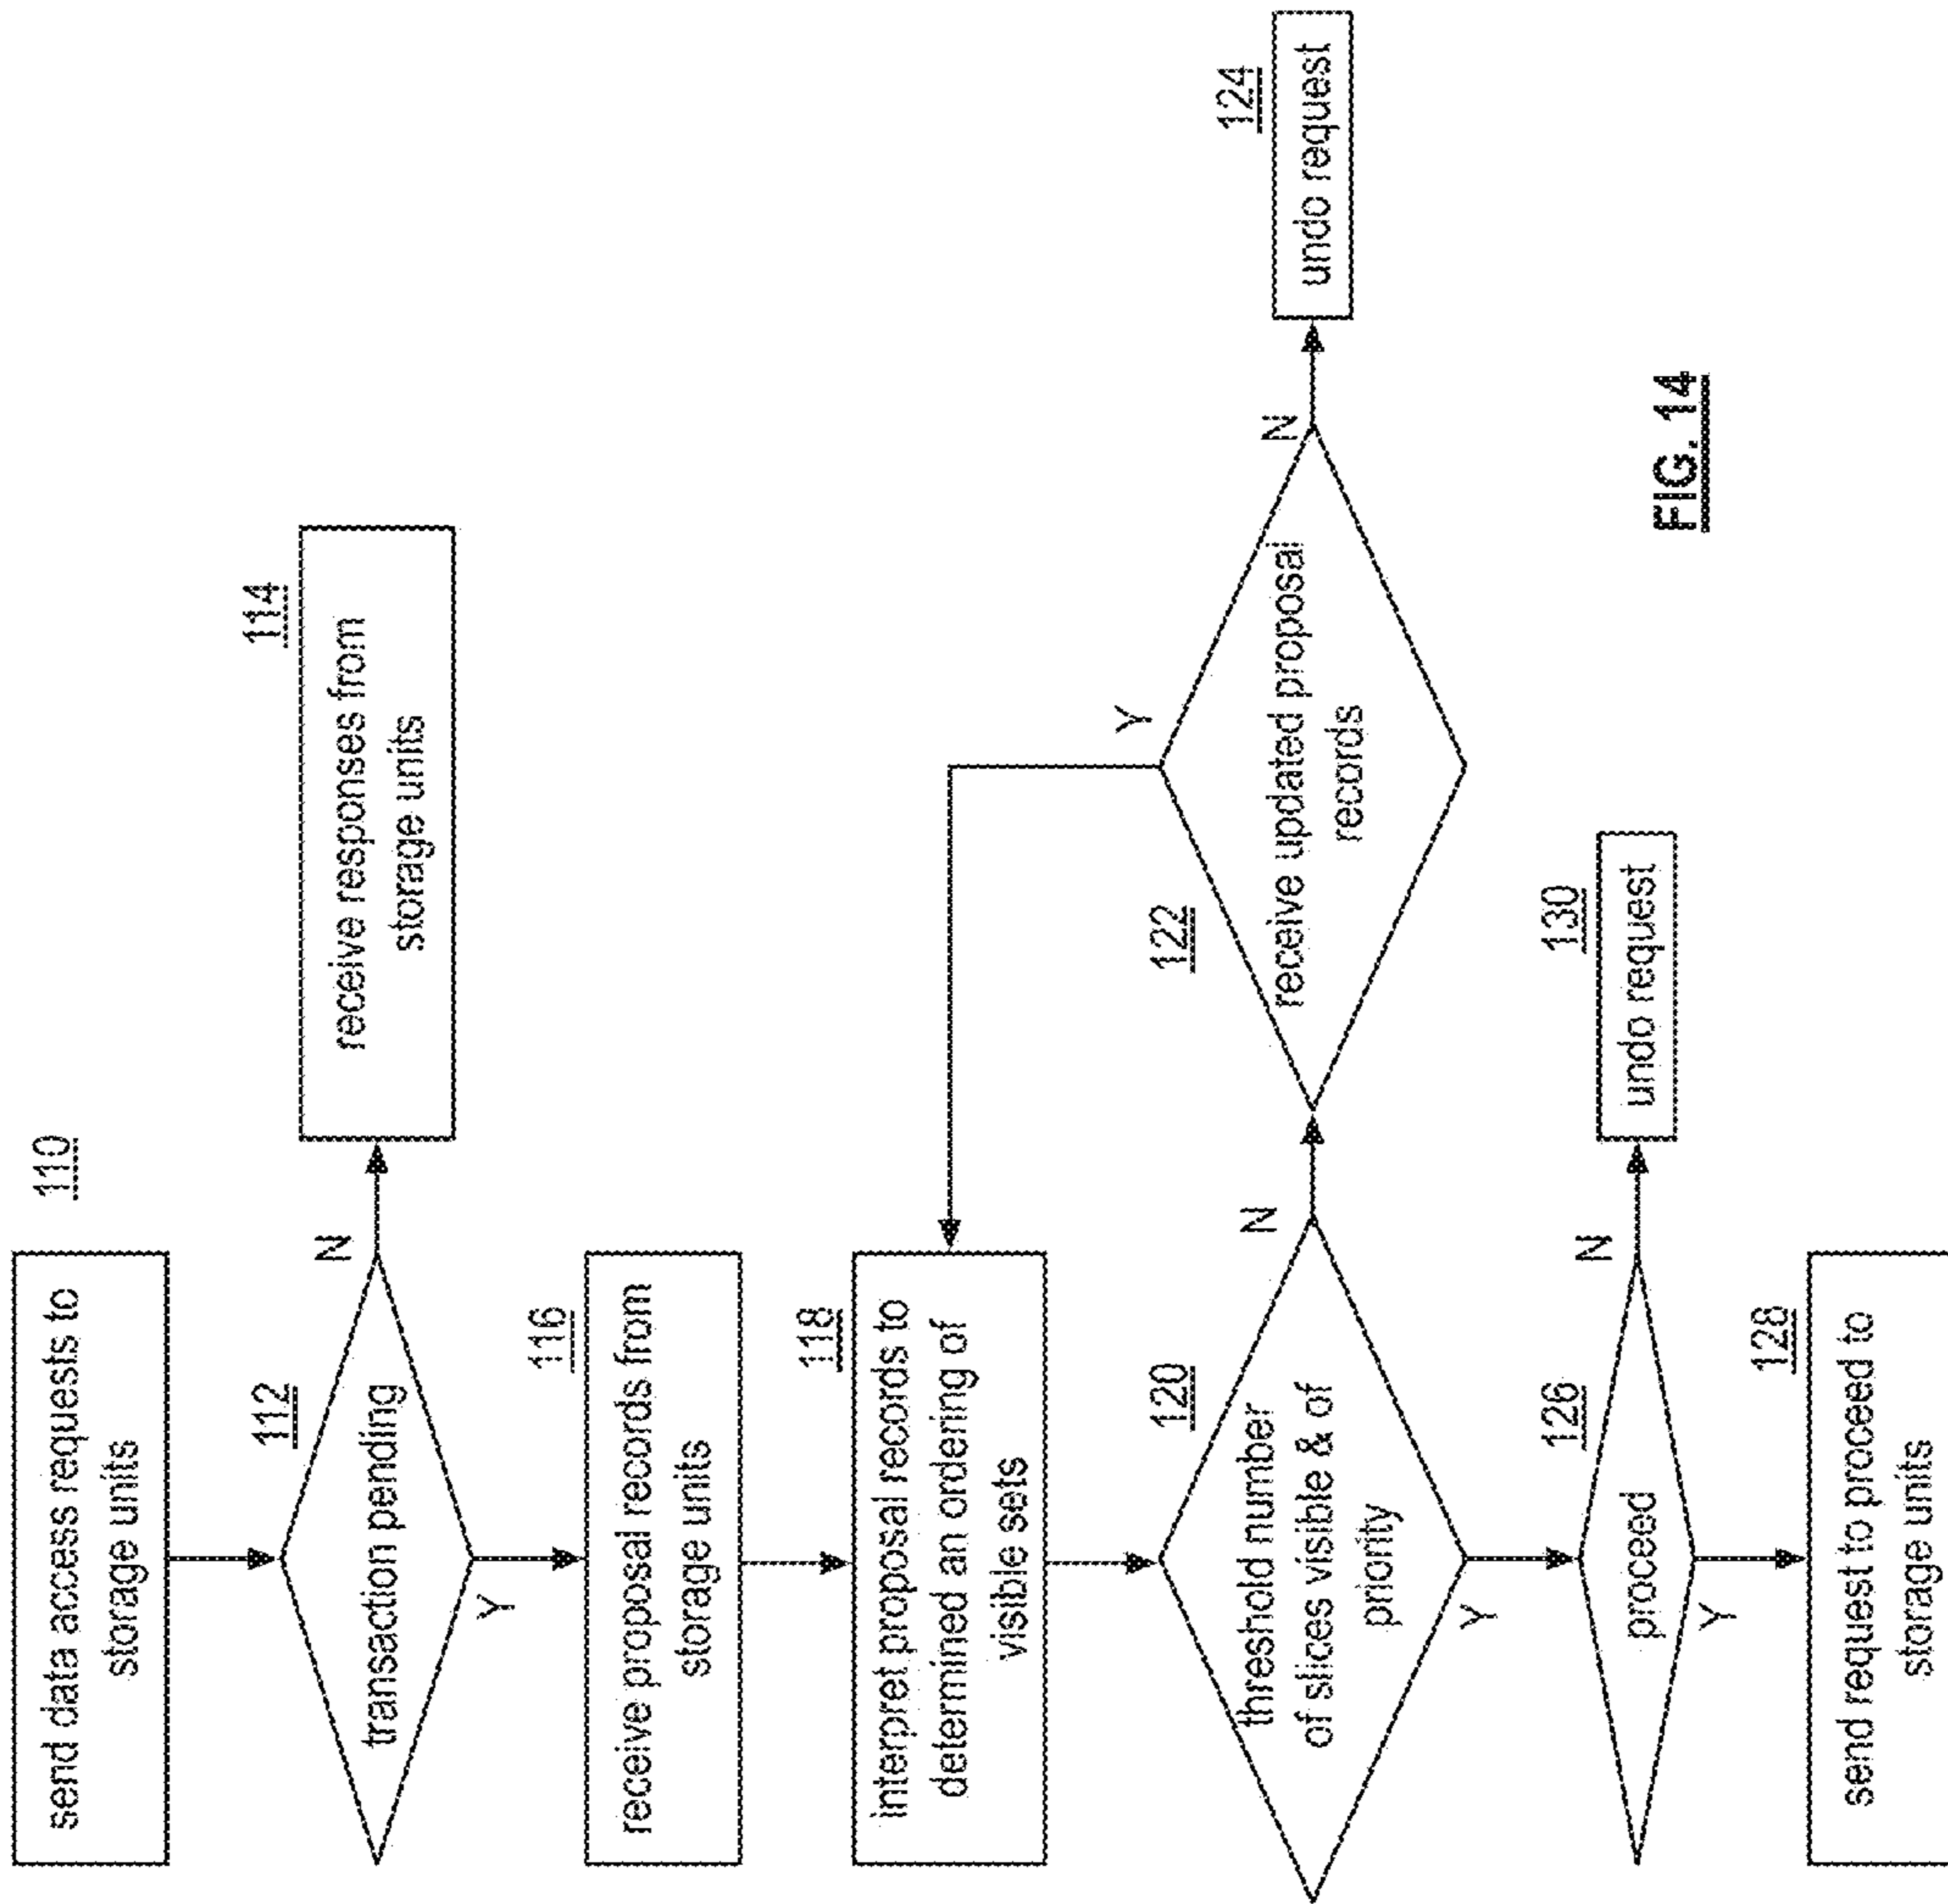 110
send data access requests to
storage units
112
transaction pending
N
Y
114
receive responses from
storage units
116
receive proposal records from
storage units
118
interpret proposal records to
determined an ordering of
visible sets
120
threshold number
of slices visible & of
priority
N
Y
122
receive updated proposal
records
Y
N
124
undo request
126
proceed
N
Y
130
undo request
128
send request to proceed to
storage units
FIG. 14